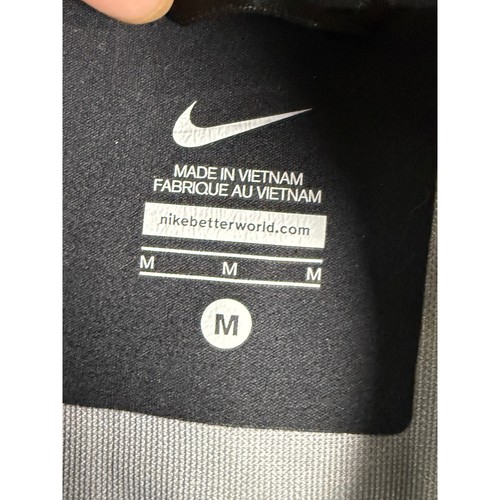 MADE IN VIETNAM
FABRIQUE AU VIETNAM
nikebetterworld.com
M M M
M